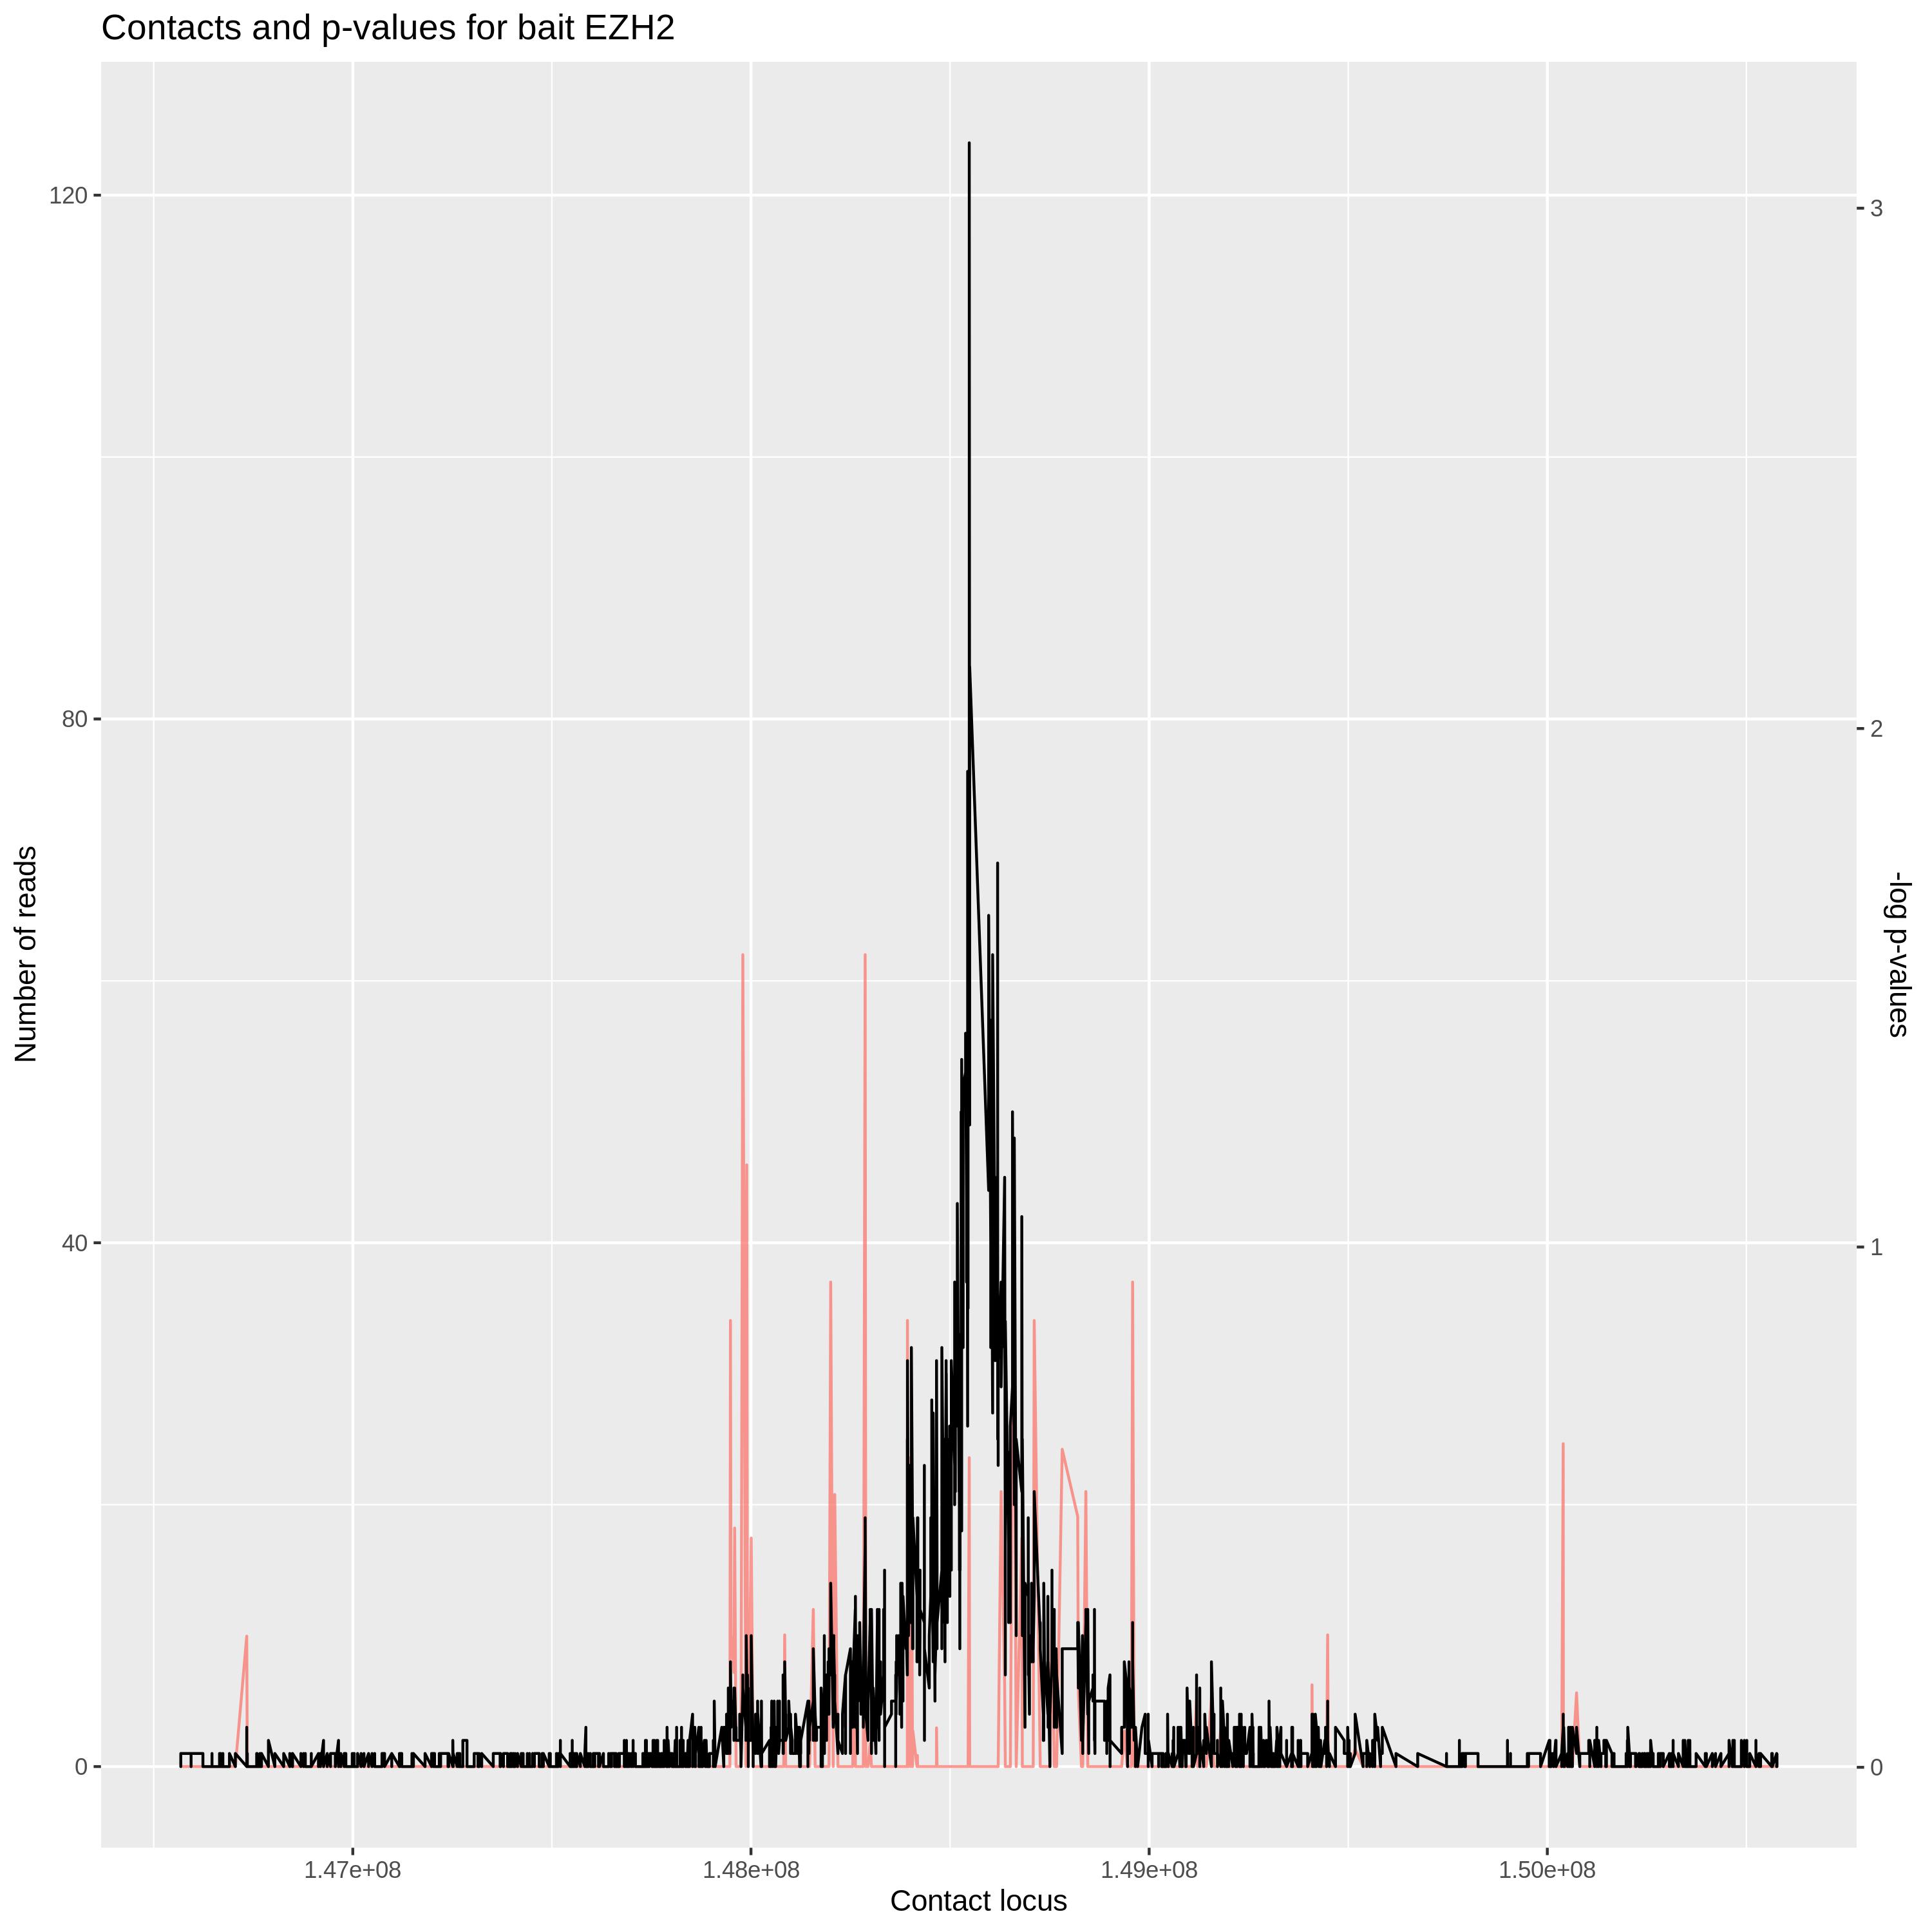 Contacts and p-values for bait EZH2
120
80
40
0
Number of reads
3
2
1
0
-log p-values
1.47e+08
1.48e+08
1.49e+08
1.50e+08
Contact locus